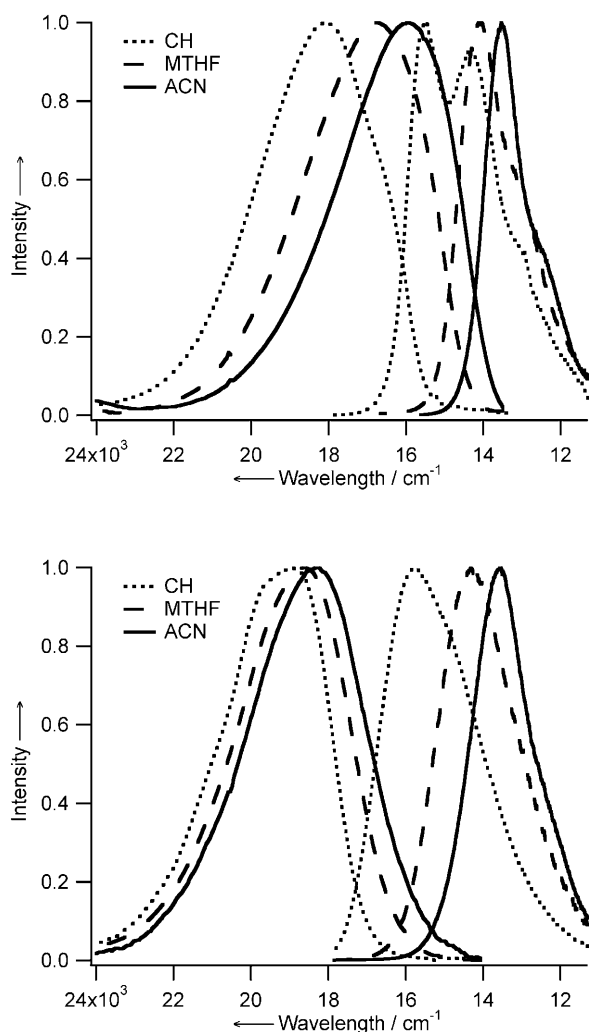 1.0
0.8
0.6
0.4
0.2
0.0
Intensity →
CH
MTHF
ACN
24x10³ 22 20 18 16 14 12
← Wavelength / cm⁻¹
1.0
0.8
0.6
0.4
0.2
0.0
Intensity →
CH
MTHF
ACN
24x10³ 22 20 18 16 14 12
← Wavelength / cm⁻¹